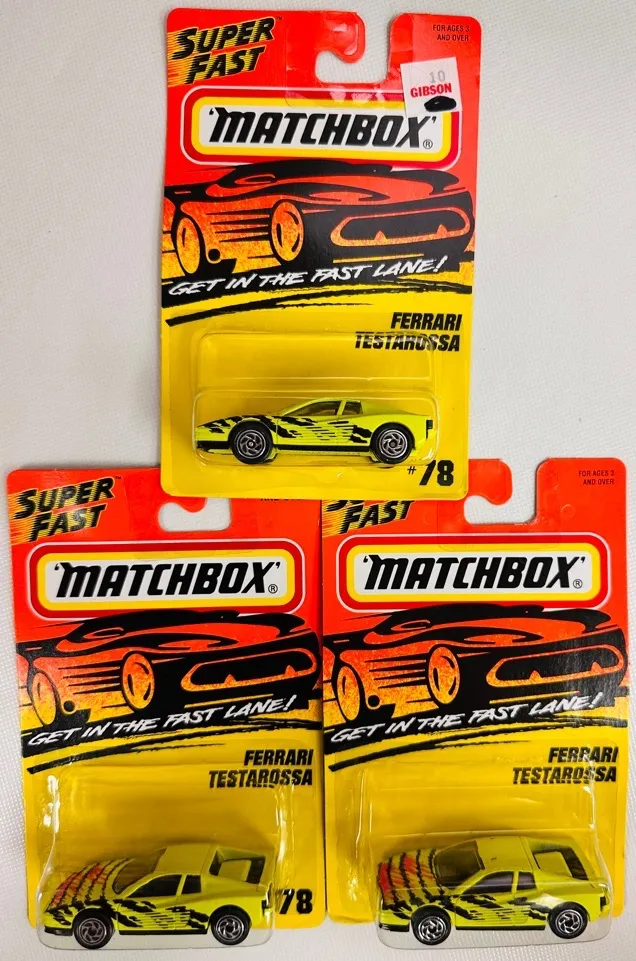 SUPER
FAST™
FOR AGES 3
AND OVER
10
GIBSON
'MATCHBOX'®
GET IN THE FAST LANE!
FERRARI
TESTAROSSA
#78
SUPER
FAST™
'MATCHBOX'®
GET IN THE FAST LANE!
FERRARI
TESTAROSSA
78
FAST
FOR AGES 3
AND OVER
'MATCHBOX'®
GET IN THE FAST LANE!
FERRARI
TESTAROSSA